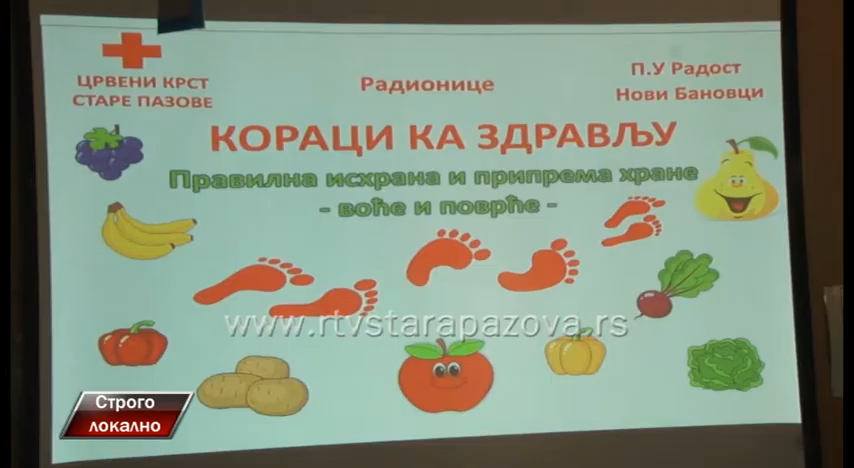 ЦРВЕНИ КРСТ
СТАРЕ ПАЗОВЕ
Радионице
П.У Радост
Нови Бановци
КОРАЦИ КА ЗДРАВЉУ
Правилна исхрана и припрема хране
- воће и поврће -
www.rtvstarapazova.rs
Строго
локално